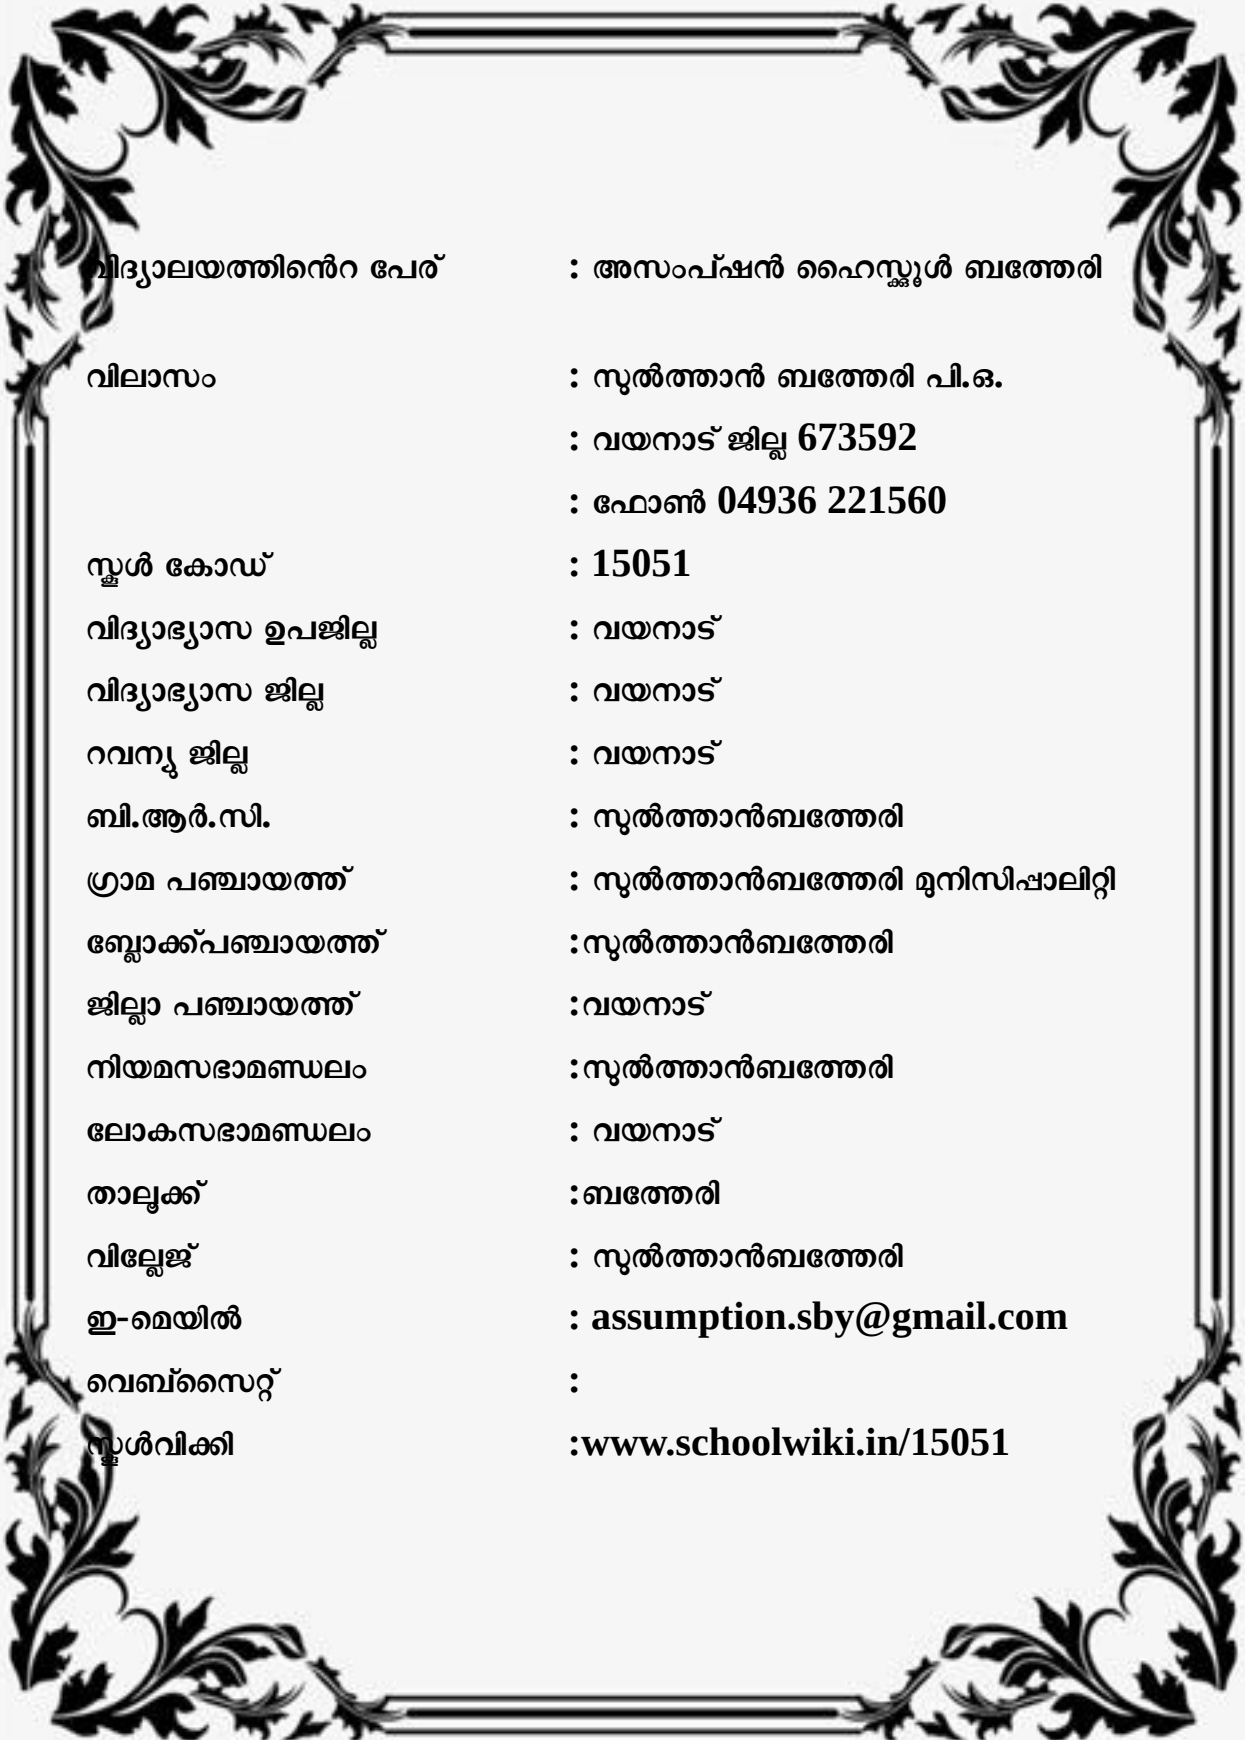 വിദ്യാലയത്തിൻെറ പേര് : അസംപ്ഷൻ ഹൈസ്ക്കൂൾ ബത്തേരി
വിലാസം : സുൽത്താൻ ബത്തേരി പി.ഒ.
: വയനാട് ജില്ല 673592
: ഫോൺ 04936 221560
സ്കൂൾ കോഡ് : 15051
വിദ്യാഭ്യാസ ഉപജില്ല : വയനാട്
വിദ്യാഭ്യാസ ജില്ല : വയനാട്
റവന്യു ജില്ല : വയനാട്
ബി.ആർ.സി. : സുൽത്താൻബത്തേരി
ഗ്രാമ പഞ്ചായത്ത് : സുൽത്താൻബത്തേരി മുനിസിപ്പാലിറ്റി
ബ്ലോക്ക്പഞ്ചായത്ത് :സുൽത്താൻബത്തേരി
ജില്ലാ പഞ്ചായത്ത് :വയനാട്
നിയമസഭാമണ്ഡലം :സുൽത്താൻബത്തേരി
ലോകസഭാമണ്ഡലം : വയനാട്
താലൂക്ക് :ബത്തേരി
വില്ലേജ് : സുൽത്താൻബത്തേരി
ഇ-മെയിൽ : assumption.sby@gmail.com
വെബ്സൈറ്റ് :
സ്കൂൾവിക്കി :www.schoolwiki.in/15051